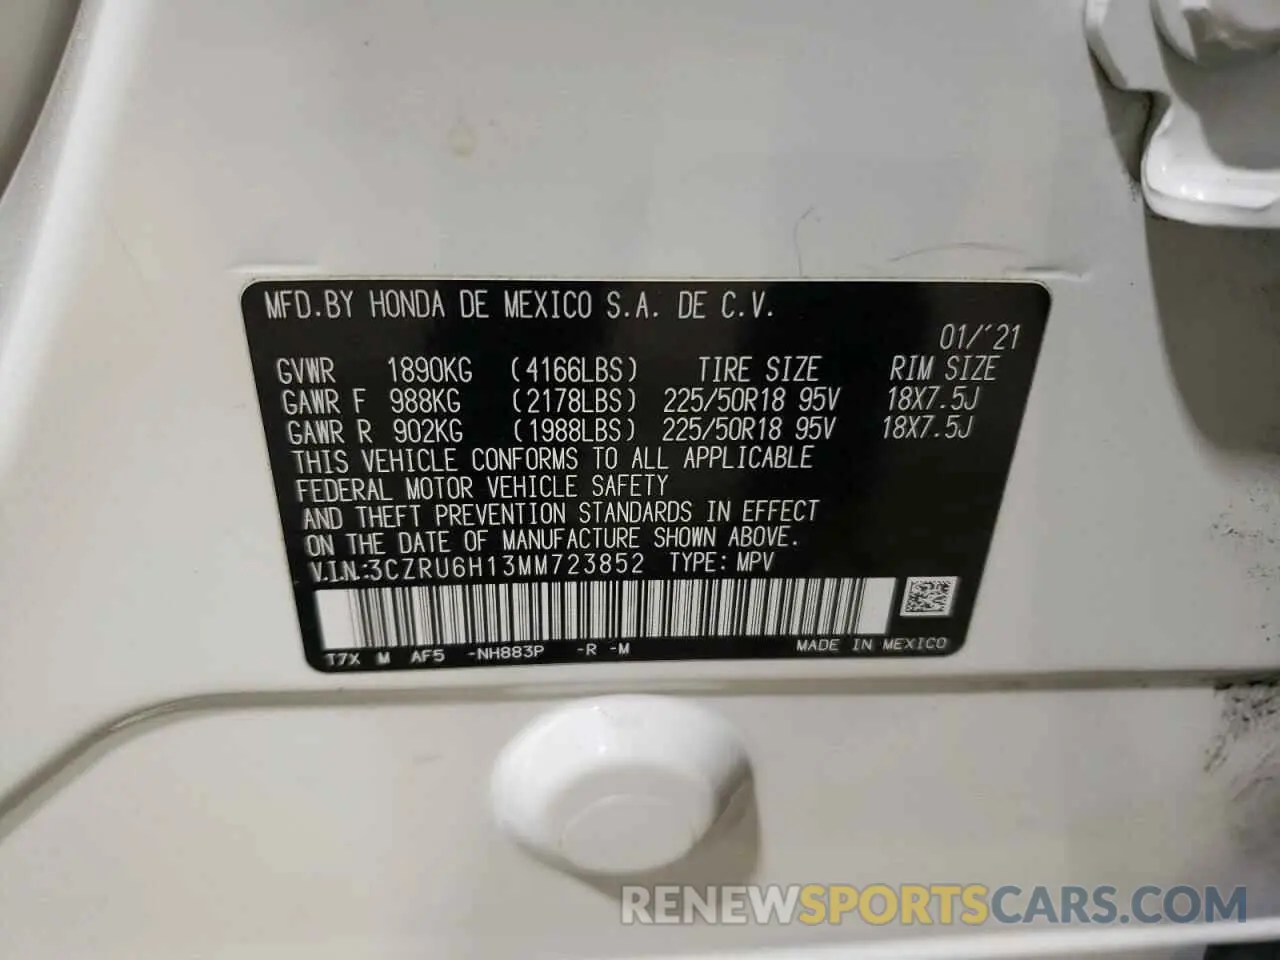 MFD.BY HONDA DE MEXICO S.A. DE C.V.
01/'21
GVWR 1890KG (4166LBS) TIRE SIZE RIM SIZE
GAWR F 988KG (2178LBS) 225/50R18 95V 18X7.5J
GAWR R 902KG (1988LBS) 225/50R18 95V 18X7.5J
THIS VEHICLE CONFORMS TO ALL APPLICABLE
FEDERAL MOTOR VEHICLE SAFETY
AND THEFT PREVENTION STANDARDS IN EFFECT
ON THE DATE OF MANUFACTURE SHOWN ABOVE.
V.I.N.:3CZRU6H13MM723852 TYPE: MPV
T7X M AF5 -NH883P -R -M MADE IN MEXICO
RENEWSPORTSCARS.COM